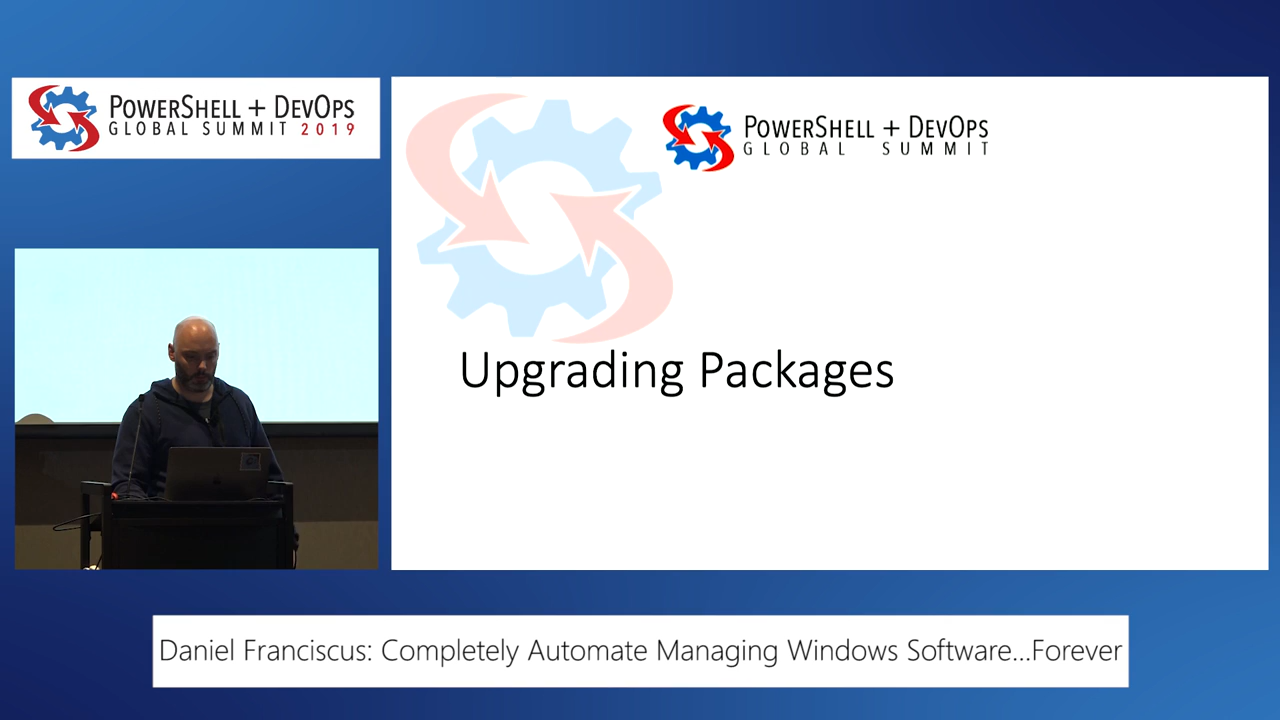 POWERSHELL + DEVOPS
GLOBAL SUMMIT 2019
POWERSHELL + DEVOPS
GLOBAL SUMMIT
Upgrading Packages
Daniel Franciscus: Completely Automate Managing Windows Software...Forever